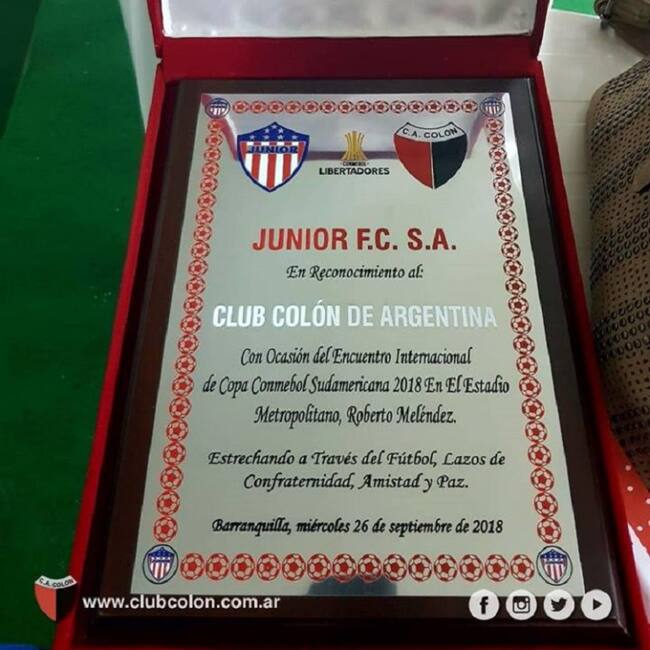 JUNIOR
CONMEBOL
LIBERTADORES
C.A. COLON
JUNIOR F.C. S.A.
En Reconocimiento al:
CLUB COLÓN DE ARGENTINA
Con Ocasión del Encuentro Internacional
de Copa Conmebol Sudamericana 2018 En El Estadio
Metropolitano, Roberto Meléndez.
Estrechando a Través del Fútbol, Lazos de
Confraternidad, Amistad y Paz.
Barranquilla, miércoles 26 de septiembre de 2018
C.A. COLON
www.clubcolon.com.ar